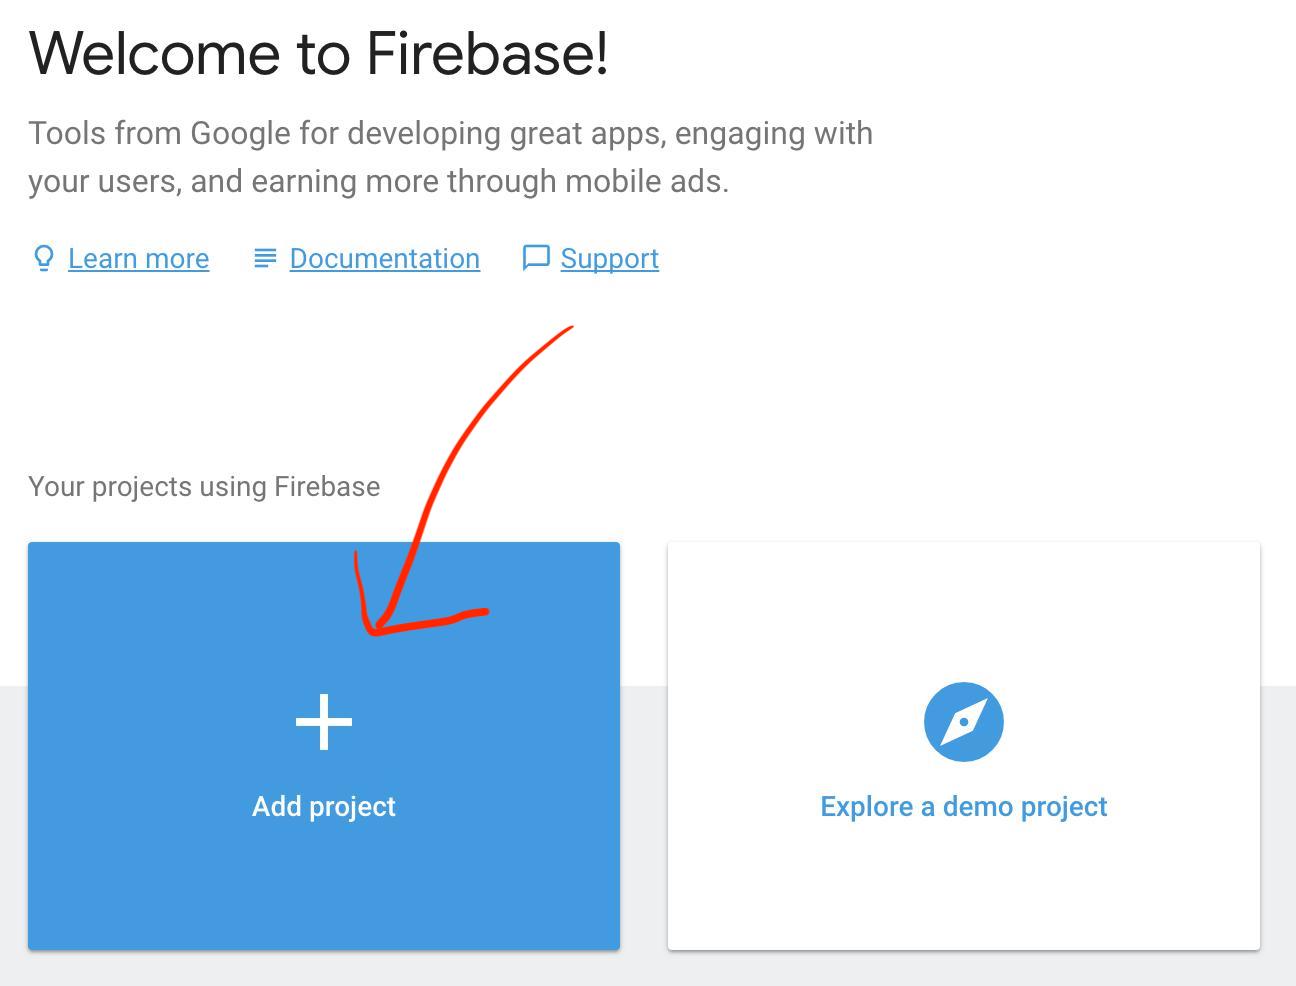 Welcome to Firebase!
Tools from Google for developing great apps, engaging with
your users, and earning more through mobile ads.
Learn more Documentation Support
Your projects using Firebase
Add project Explore a demo project